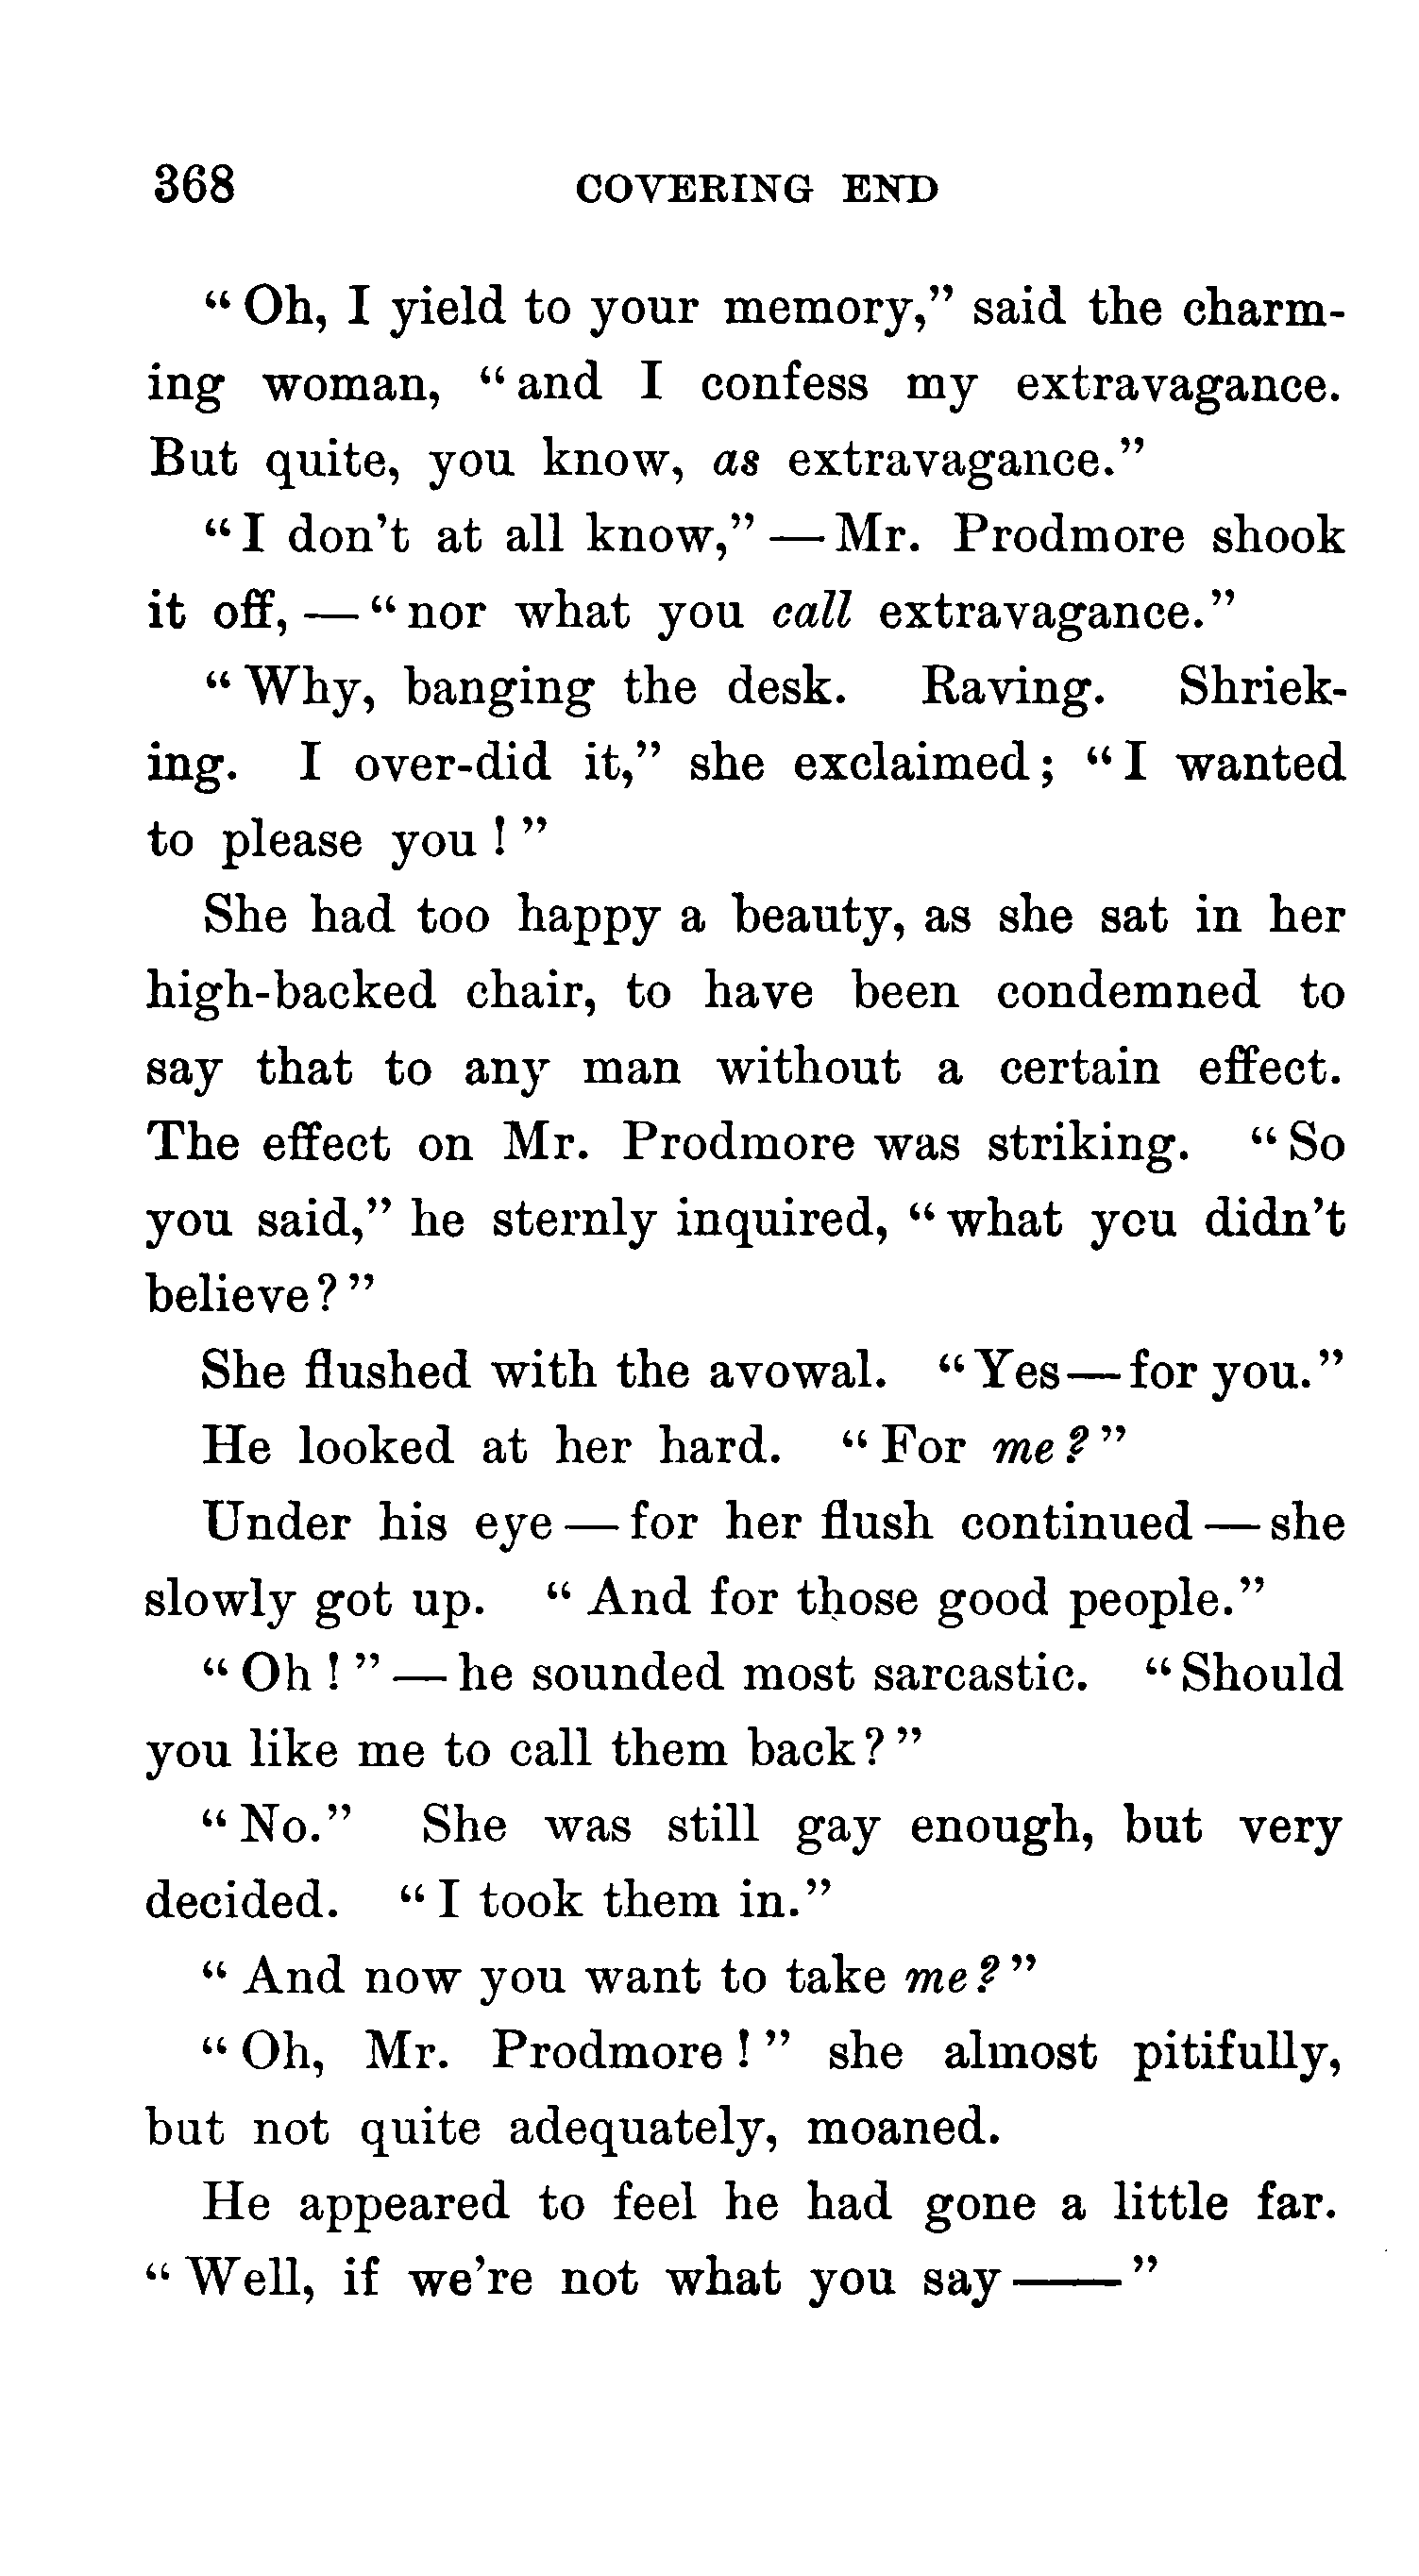 368 COVERING END
“Oh, I yield to your memory,” said the charm-
ing woman, “and I confess my extravagance.
But quite, you know, as extravagance.”
“I don’t at all know,”—Mr. Prodmore shook
it off,—“nor what you call extravagance.”
“Why, banging the desk. Raving. Shriek-
ing. I over-did it,” she exclaimed; “I wanted
to please you!”
She had too happy a beauty, as she sat in her
high-backed chair, to have been condemned to
say that to any man without a certain effect.
The effect on Mr. Prodmore was striking. “So
you said,” he sternly inquired, “what you didn’t
believe?”
She flushed with the avowal. “Yes—for you.”
He looked at her hard. “For me?”
Under his eye—for her flush continued—she
slowly got up. “And for those good people.”
“Oh!”—he sounded most sarcastic. “Should
you like me to call them back?”
“No.” She was still gay enough, but very
decided. “I took them in.”
“And now you want to take me?”
“Oh, Mr. Prodmore!” she almost pitifully,
but not quite adequately, moaned.
He appeared to feel he had gone a little far.
“Well, if we’re not what you say——”